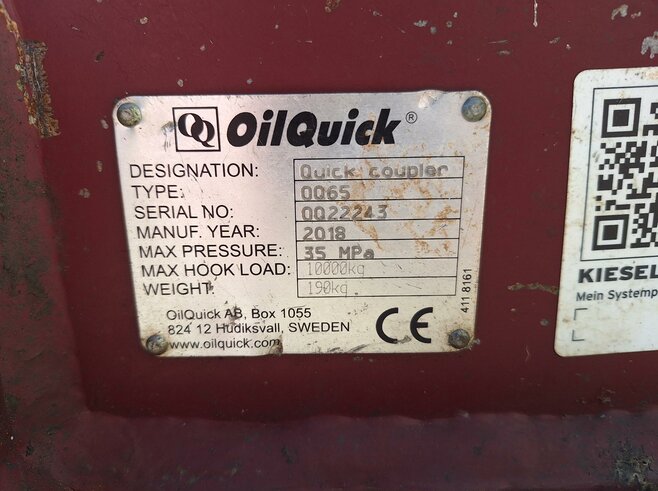 OQ OilQuick®
DESIGNATION: Quick coupler
TYPE: OQ65
SERIAL NO: OQ22243
MANUF. YEAR: 2018
MAX PRESSURE: 35 MPa
MAX HOOK LOAD: 10000kg
WEIGHT: 190kg
OilQuick AB, Box 1055
824 12 Hudiksvall, SWEDEN
www.oilquick.com
CE
411 8161
KIESEL
Mein Systemp